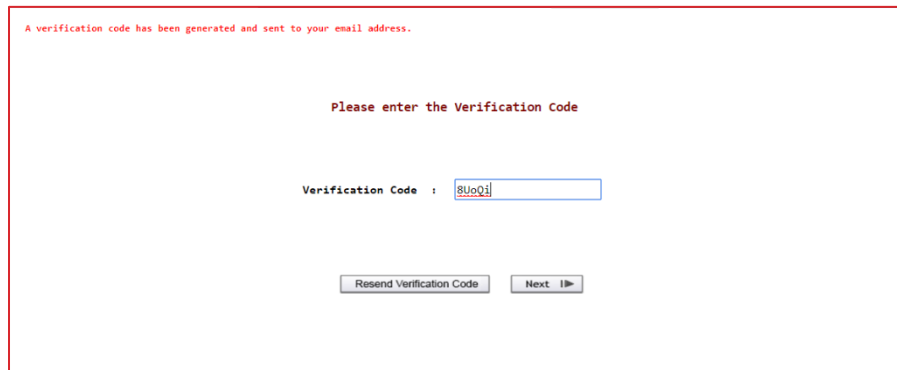 A verification code has been generated and sent to your email address.
Please enter the Verification Code
Verification Code : 8UoQi
Resend Verification Code Next